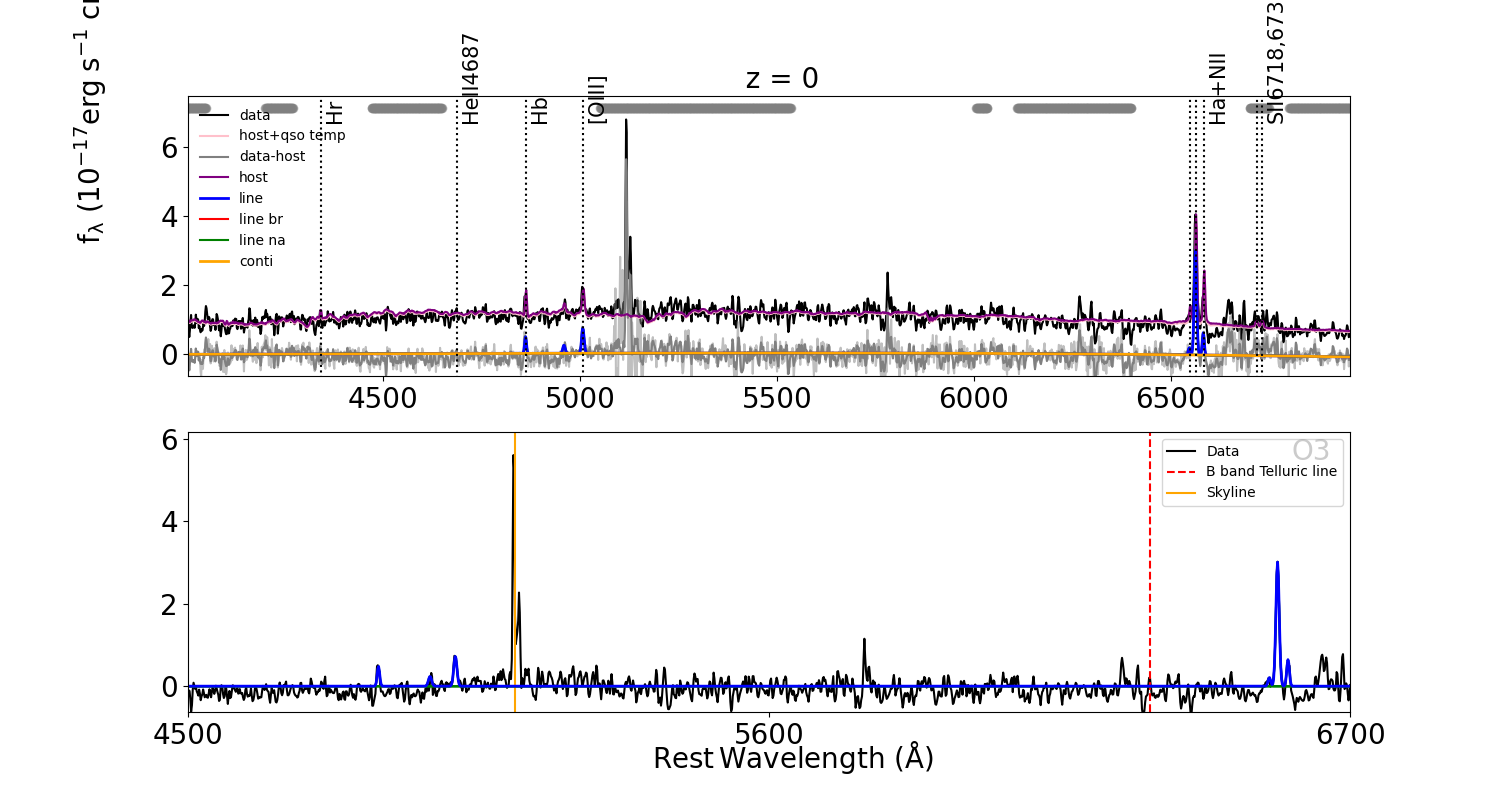 z = 0
f_λ (10^−17 erg s^−1 c
Hr
HeII4687
Hb
[OIII]
Ha+NII
SII6718,673
data
host+qso temp
data-host
host
line
line br
line na
conti
6
4
2
0
4500 5000 5500 6000 6500
O3
Data
B band Telluric line
Skyline
6
4
2
0
4500 5600 6700
Rest Wavelength (Å)